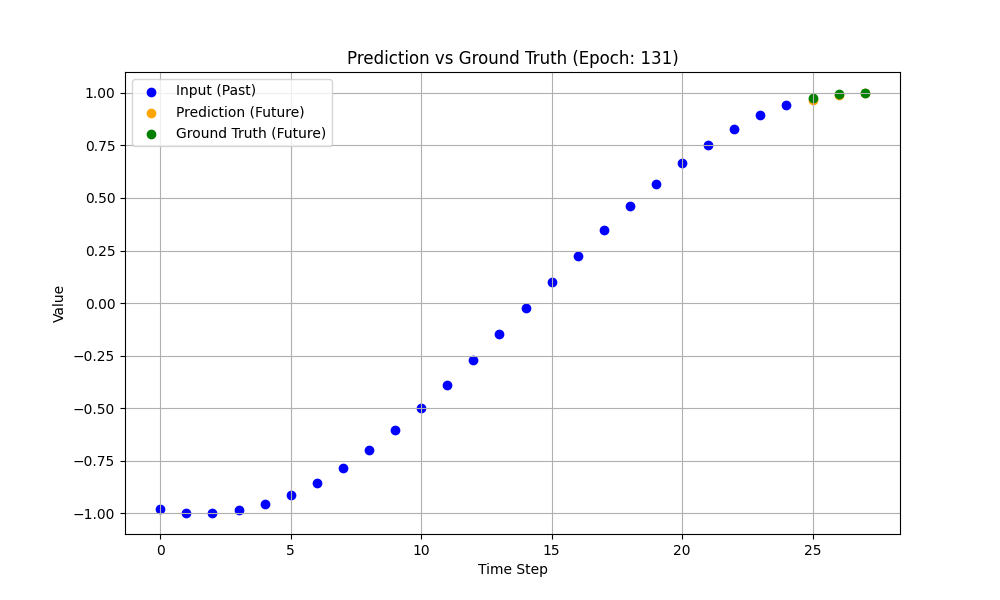 Prediction vs Ground Truth (Epoch: 131)
Input (Past)
Prediction (Future)
Ground Truth (Future)
1.00
0.75
0.50
0.25
0.00
−0.25
−0.50
−0.75
−1.00
Value
0 5 10 15 20 25
Time Step